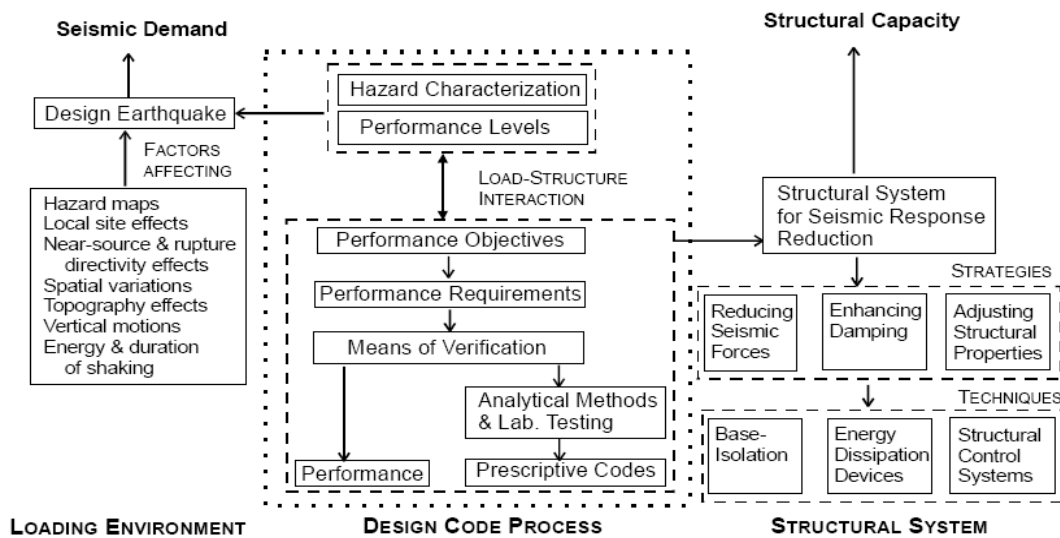 Seismic Demand
Design Earthquake
FACTORS
AFFECTING
Hazard maps
Local site effects
Near-source & rupture
directivity effects
Spatial variations
Topography effects
Vertical motions
Energy & duration
of shaking
LOADING ENVIRONMENT
Hazard Characterization
Performance Levels
LOAD-STRUCTURE
INTERACTION
Performance Objectives
Performance Requirements
Means of Verification
Analytical Methods
& Lab. Testing
Performance
Prescriptive Codes
DESIGN CODE PROCESS
Structural Capacity
Structural System
for Seismic Response
Reduction
STRATEGIES
Reducing
Seismic
Forces
Enhancing
Damping
Adjusting
Structural
Properties
TECHNIQUES
Base-
Isolation
Energy
Dissipation
Devices
Structural
Control
Systems
STRUCTURAL SYSTEM